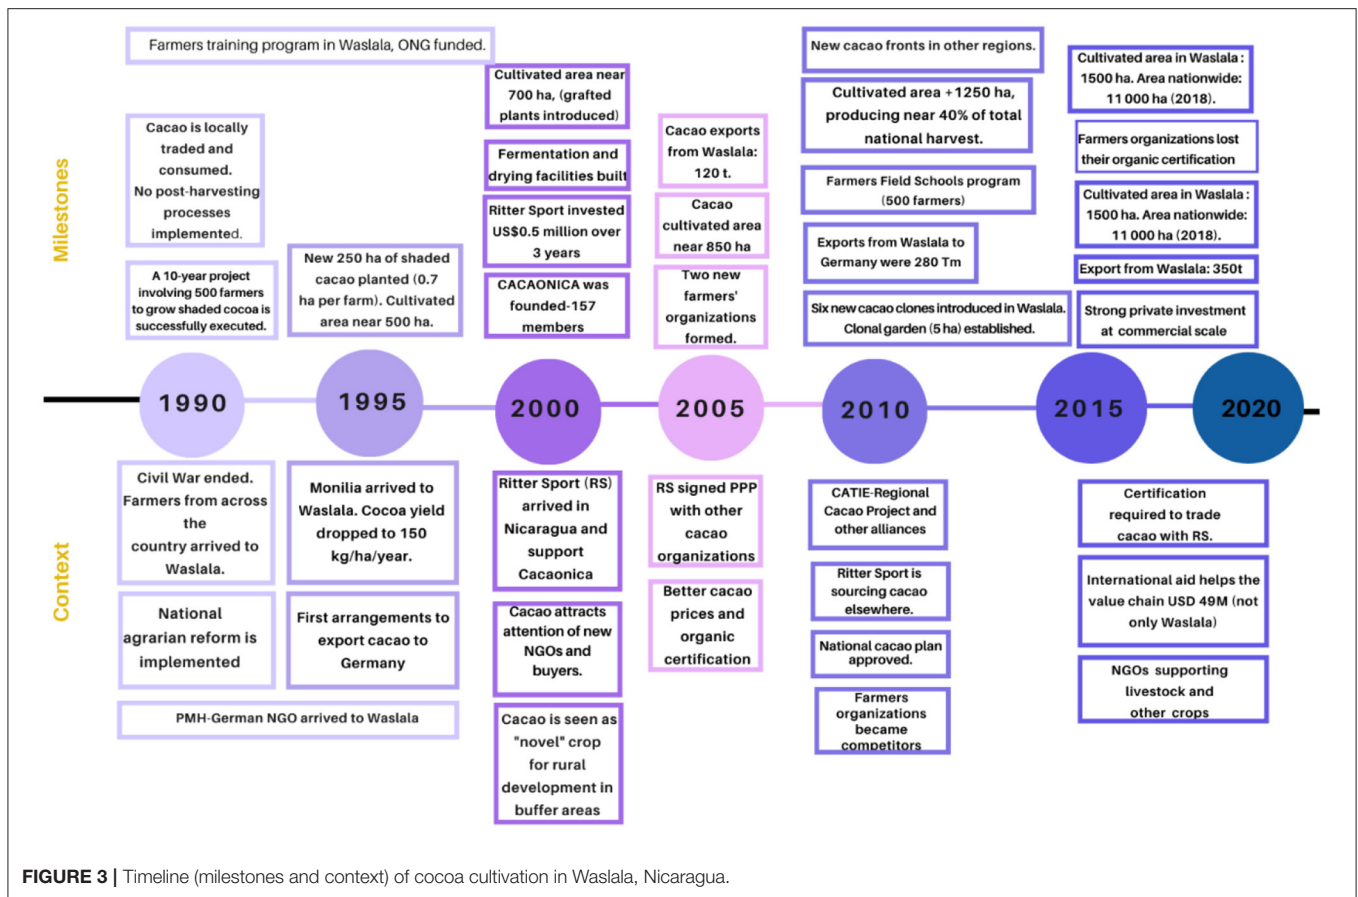 Farmers training program in Waslala, ONG funded.
Milestones
Cacao is locally
traded and
consumed.
No post-harvesting
processes
implemented.
A 10-year project
involving 500 farmers
to grow shaded cocoa is
successfully executed.
New 250 ha of shaded
cacao planted (0.7
ha per farm). Cultivated
area near 500 ha.
Cultivated area near
700 ha, (grafted
plants introduced)
Fermentation and
drying facilities built
Ritter Sport invested
US$0.5 million over
3 years
CACAONICA was
founded-157
members
Cacao exports
from Waslala:
120 t.
Cacao
cultivated area
near 850 ha
Two new
farmers'
organizations
formed.
New cacao fronts in other regions.
Cultivated area +1250 ha,
producing near 40% of total
national harvest.
Farmers Field Schools program
(500 farmers)
Exports from Waslala to
Germany were 280 Tm
Six new cacao clones introduced in Waslala.
Clonal garden (5 ha) established.
Cultivated area in Waslala :
1500 ha. Area nationwide:
11 000 ha (2018).
Farmers organizations lost
their organic certification
Cultivated area in Waslala :
1500 ha. Area nationwide:
11 000 ha (2018).
Export from Waslala: 350t
Strong private investment
at commercial scale
1990
1995
2000
2005
2010
2015
2020
Context
Civil War ended.
Farmers from across
the
country arrived to
Waslala.
National
agrarian reform is
implemented
PMH-German NGO arrived to Waslala
Monilia arrived to
Waslala. Cocoa yield
dropped to 150
kg/ha/year.
First arrangements to
export cacao to
Germany
Ritter Sport (RS)
arrived in
Nicaragua and
support
Cacaonica
Cacao attracts
attention of new
NGOs and
buyers.
Cacao is seen as
"novel" crop
for rural
development in
buffer areas
RS signed PPP
with other
cacao
organizations
Better cacao
prices and
organic
certification
CATIE-Regional
Cacao Project and
other alliances
Ritter Sport is
sourcing cacao
elsewhere.
National cacao plan
approved.
Farmers
organizations
became
competitors
Certification
required to trade
cacao with RS.
International aid helps the
value chain USD 49M (not
only Waslala)
NGOs supporting
livestock and
other crops
FIGURE 3 | Timeline (milestones and context) of cocoa cultivation in Waslala, Nicaragua.